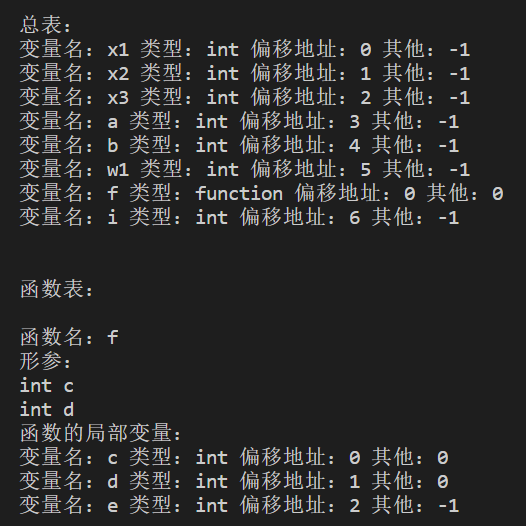 总表:
变量名: x1 类型: int 偏移地址: 0 其他: -1
变量名: x2 类型: int 偏移地址: 1 其他: -1
变量名: x3 类型: int 偏移地址: 2 其他: -1
变量名: a 类型: int 偏移地址: 3 其他: -1
变量名: b 类型: int 偏移地址: 4 其他: -1
变量名: w1 类型: int 偏移地址: 5 其他: -1
变量名: f 类型: function 偏移地址: 0 其他: 0
变量名: i 类型: int 偏移地址: 6 其他: -1
函数表:
函数名: f
形参:
int c
int d
函数的局部变量:
变量名: c 类型: int 偏移地址: 0 其他: 0
变量名: d 类型: int 偏移地址: 1 其他: 0
变量名: e 类型: int 偏移地址: 2 其他: -1